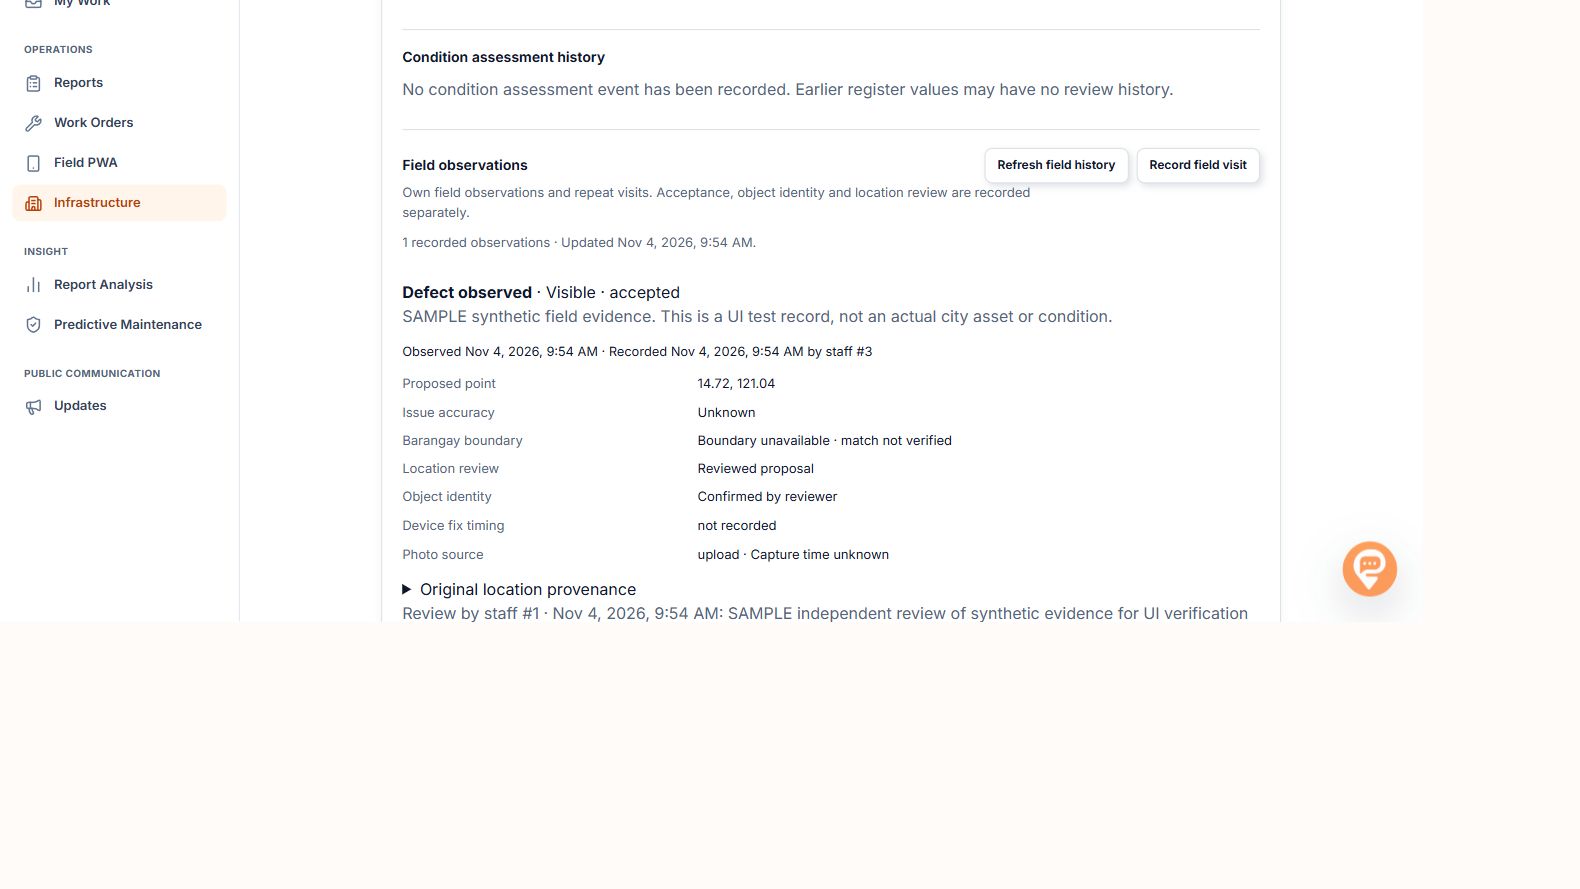 My Work
OPERATIONS
Reports
Work Orders
Field PWA
Infrastructure
INSIGHT
Report Analysis
Predictive Maintenance
PUBLIC COMMUNICATION
Updates
Condition assessment history
No condition assessment event has been recorded. Earlier register values may have no review history.
Field observations
Refresh field history
Record field visit
Own field observations and repeat visits. Acceptance, object identity and location review are recorded
separately.
1 recorded observations · Updated Nov 4, 2026, 9:54 AM.
Defect observed · Visible · accepted
SAMPLE synthetic field evidence. This is a UI test record, not an actual city asset or condition.
Observed Nov 4, 2026, 9:54 AM · Recorded Nov 4, 2026, 9:54 AM by staff #3
Proposed point 14.72, 121.04
Issue accuracy Unknown
Barangay boundary Boundary unavailable · match not verified
Location review Reviewed proposal
Object identity Confirmed by reviewer
Device fix timing not recorded
Photo source upload · Capture time unknown
Original location provenance
Review by staff #1 · Nov 4, 2026, 9:54 AM: SAMPLE independent review of synthetic evidence for UI verification